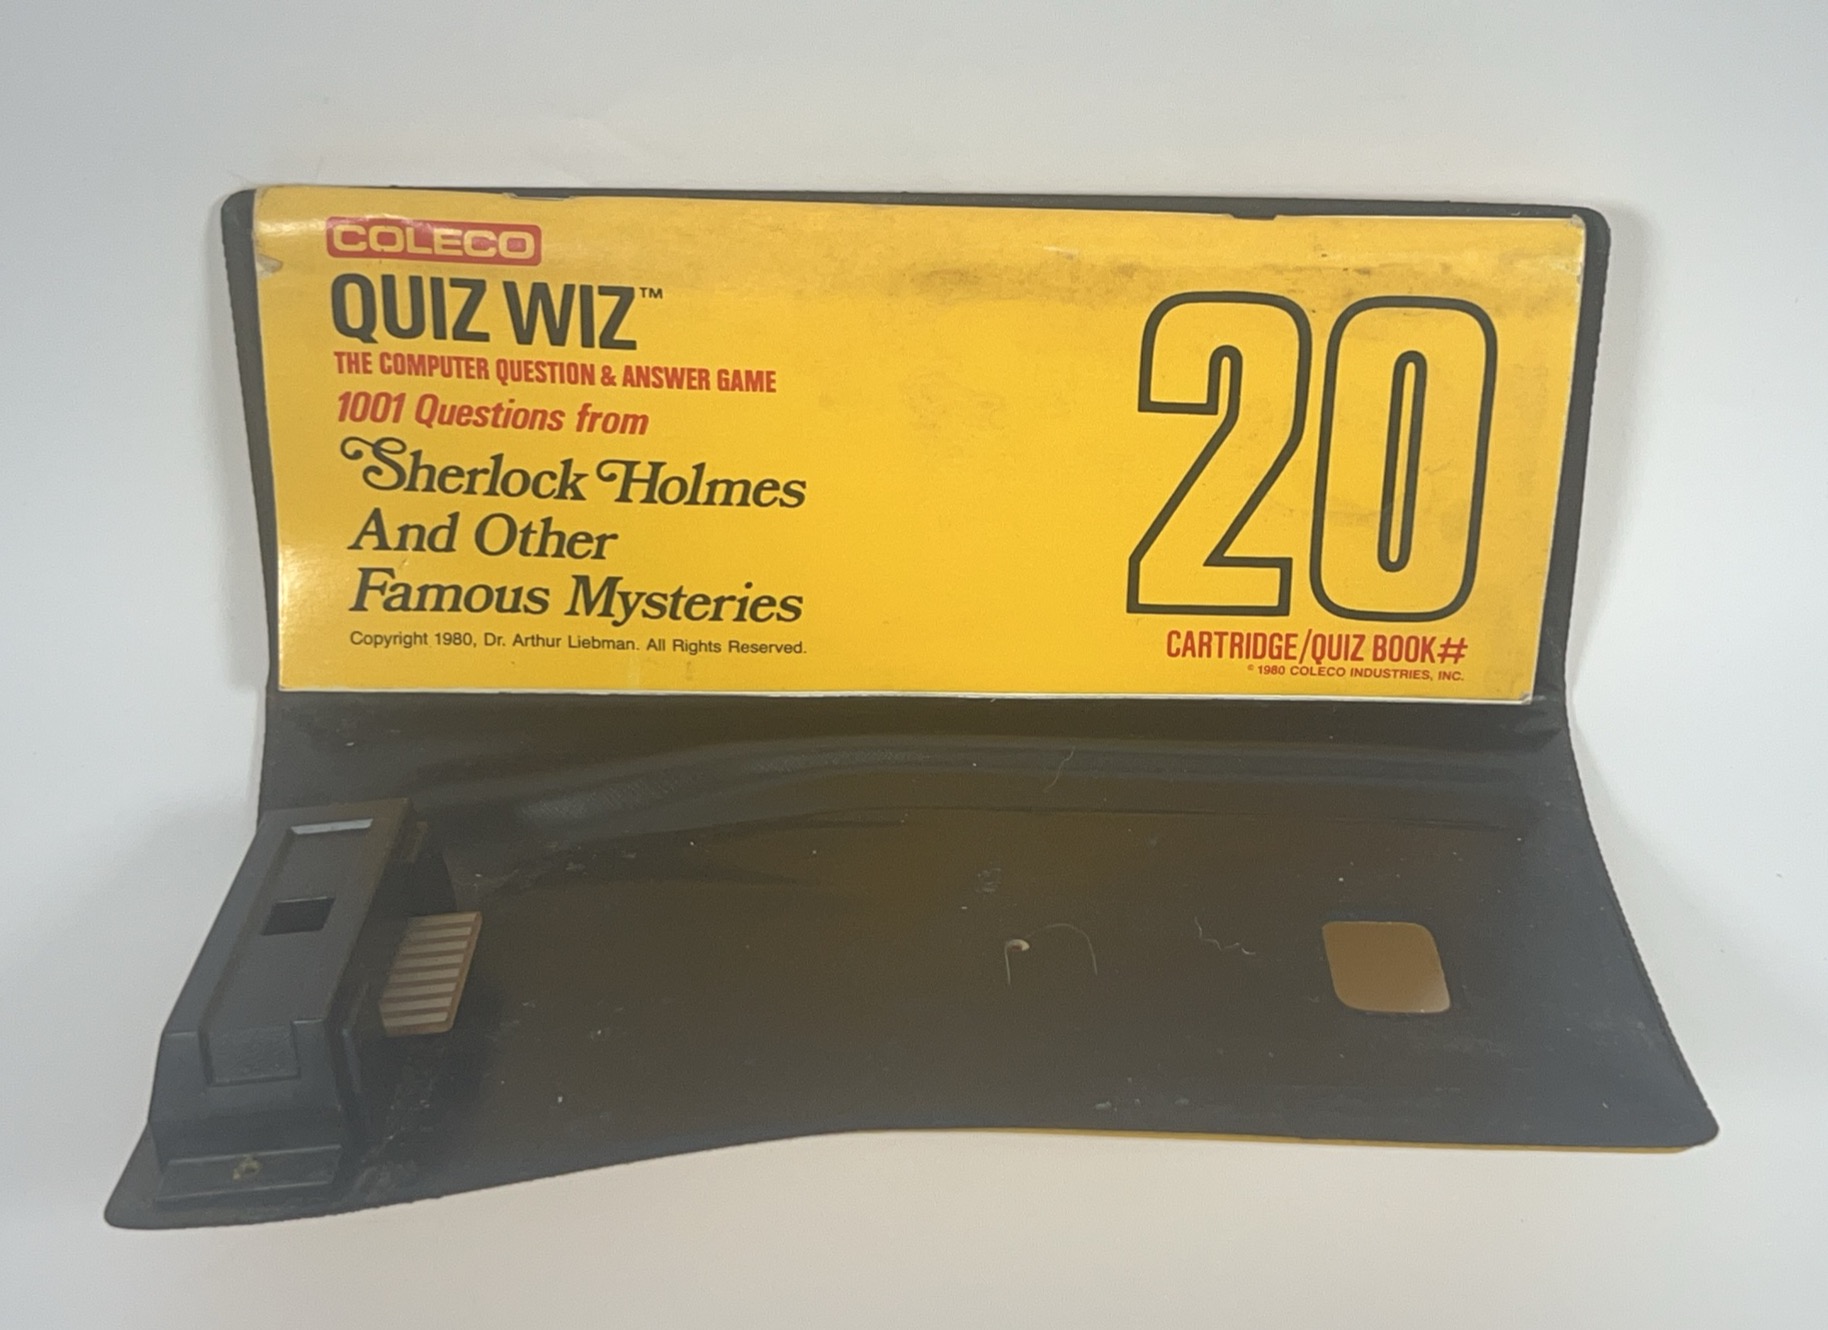 COLECO
QUIZ WIZ™
THE COMPUTER QUESTION & ANSWER GAME
1001 Questions from
Sherlock Holmes
And Other
Famous Mysteries
Copyright 1980, Dr. Arthur Liebman. All Rights Reserved.
20
CARTRIDGE/QUIZ BOOK#
© 1980 COLECO INDUSTRIES, INC.